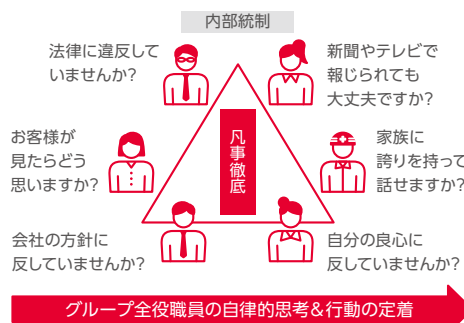 内部統制
法律に違反して
いませんか?
新聞やテレビで
報じられても
大丈夫ですか?
お客様が
見たらどう
思いますか?
凡事徹底
家族に
誇りを持って
話せますか?
会社の方針に
反していませんか?
自分の良心に
反していませんか?
グループ全役職員の自律的思考&行動の定着